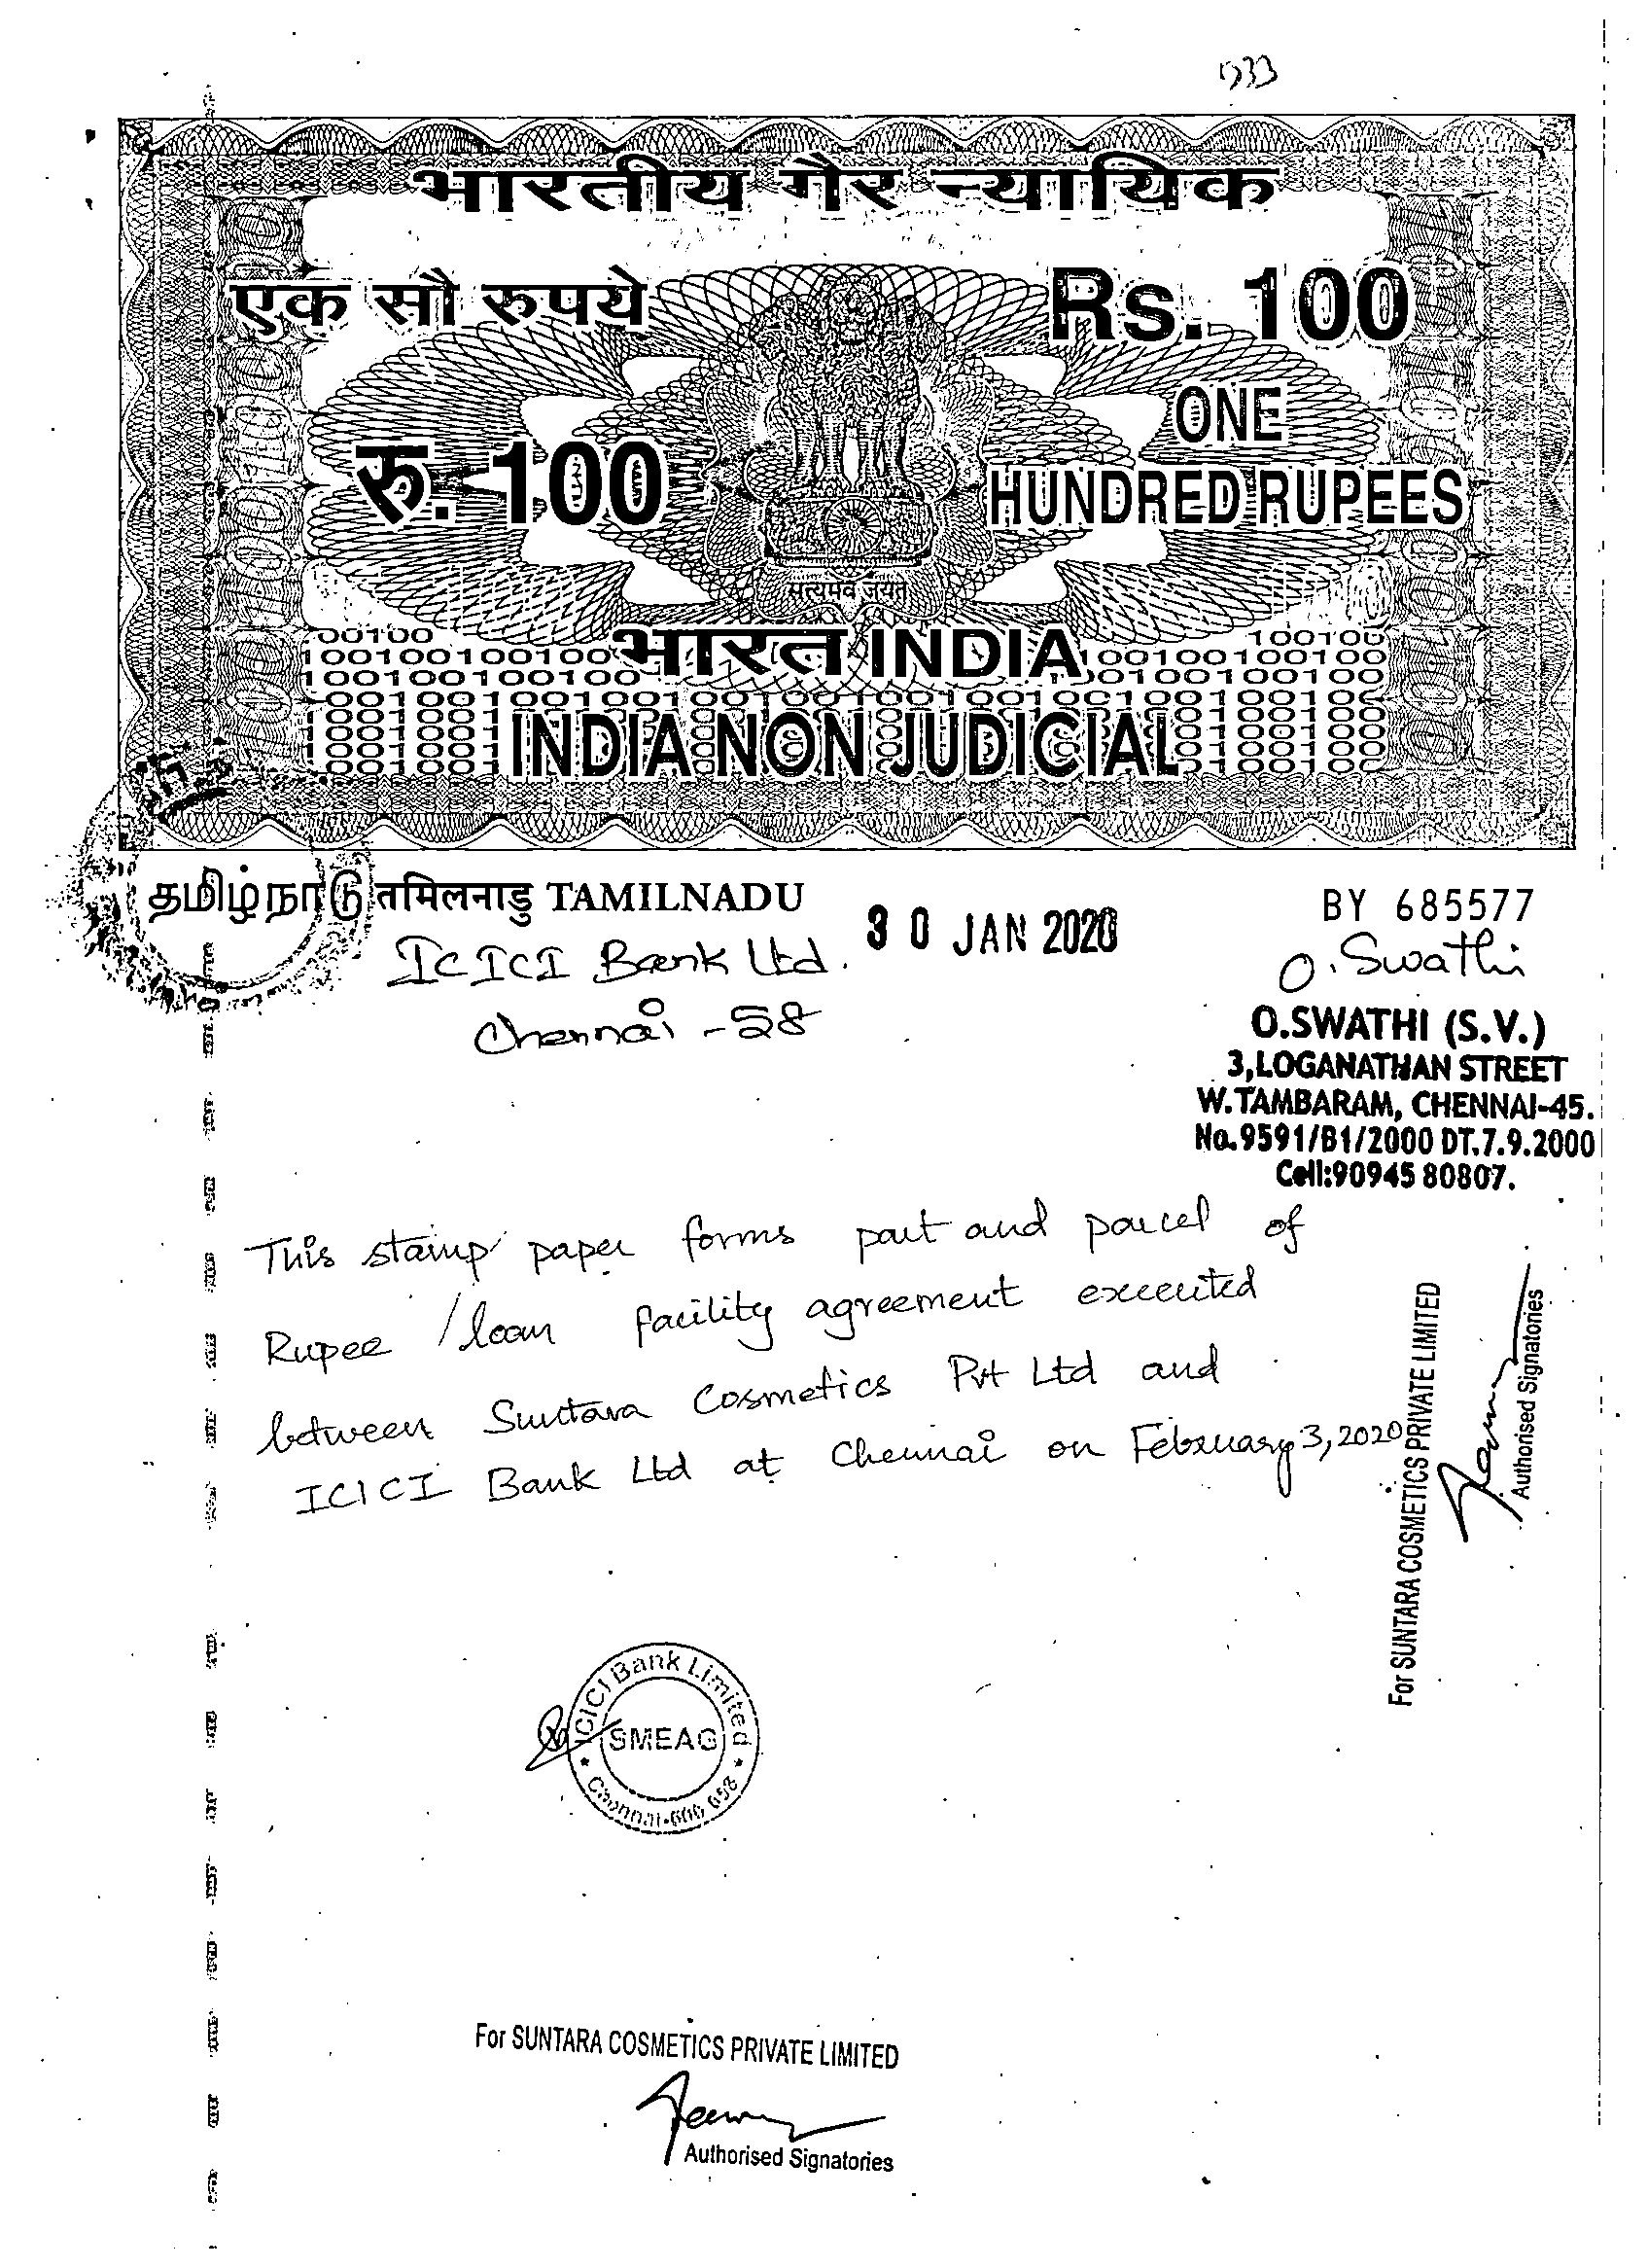 933
भारतीय गैर न्यायिक
एक सौ रुपये
Rs. 100
रु. 100
ONE
HUNDRED RUPEES
सत्यमेव जयते
भारत INDIA
INDIA NON JUDICIAL
தமிழ்நாடு तमिलनाडु TAMILNADU
30 JAN 2020
BY 685577
ICICI Bank Ltd.
Chennai - 58
O. Swathi
O.SWATHI (S.V.)
3,LOGANATHAN STREET
W.TAMBARAM, CHENNAI-45.
No.9591/B1/2000 DT.7.9.2000
Cell:90945 80807.
This stamp paper forms part and parcel of
Rupee / loan facility agreement executed
between Suntara Cosmetics Pvt Ltd and
ICICI Bank Ltd at Chennai on February 3, 2020
For SUNTARA COSMETICS PRIVATE LIMITED
Authorised Signatories
ICICI Bank Limited
SMEAG
Chennai-600 058
For SUNTARA COSMETICS PRIVATE LIMITED
Authorised Signatories